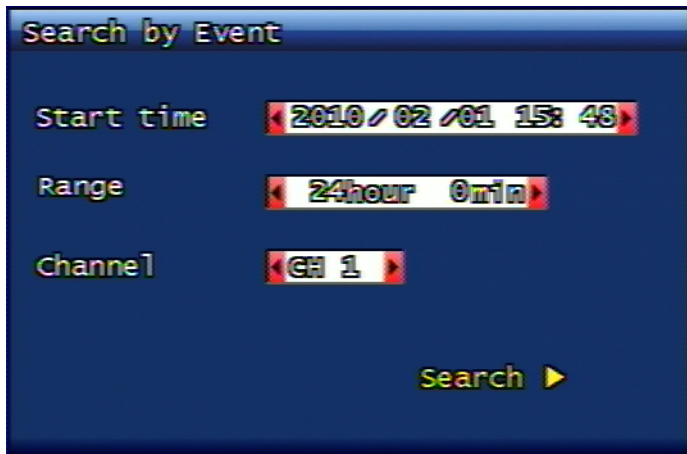 Search by Event
Start time 2010/02/01 15:48
Range 24hour 0min
Channel CH 1
Search